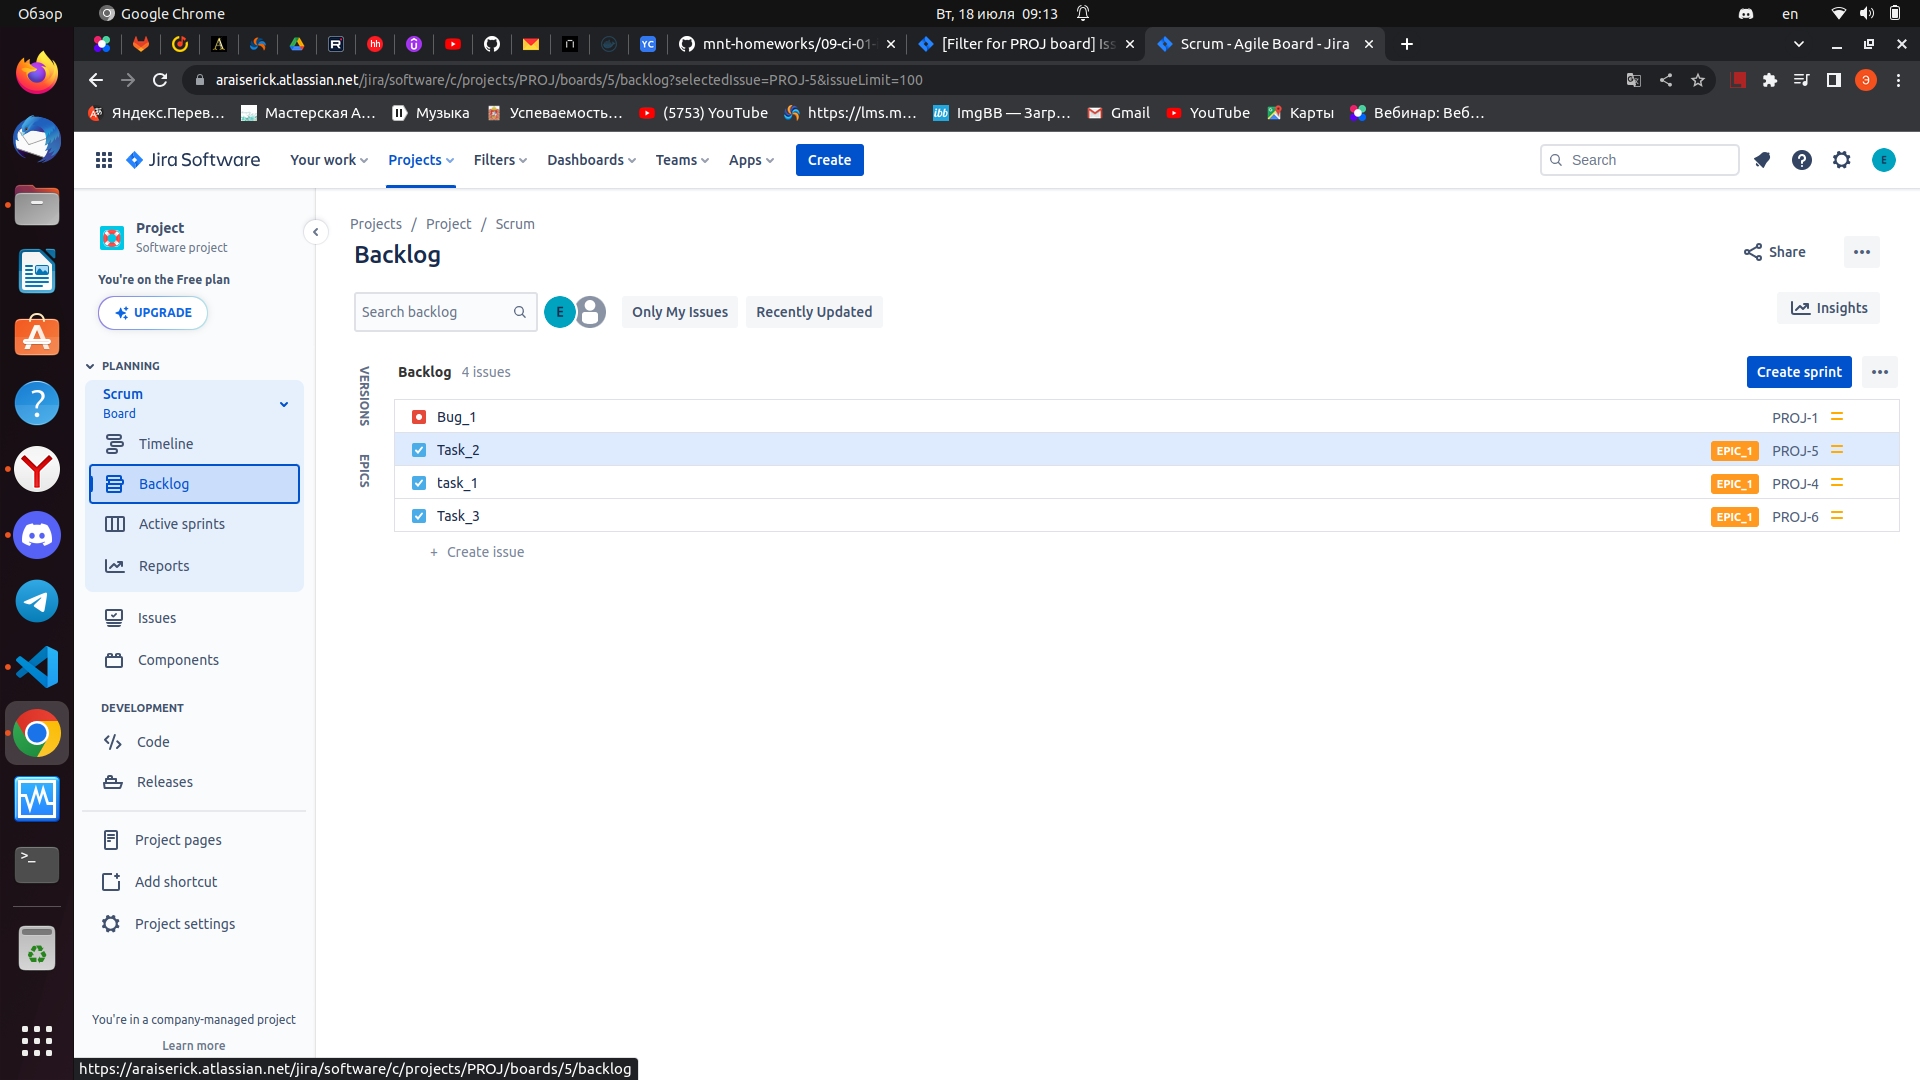 Обзор
Google Chrome
Вт, 18 июля 09:13
en
mnt-homeworks/09-ci-01-
[Filter for PROJ board] Iss
Scrum - Agile Board - Jira
araiserick.atlassian.net/jira/software/c/projects/PROJ/boards/5/backlog?selectedIssue=PROJ-5&issueLimit=100
Э
Яндекс.Перев…
Мастерская А…
Музыка
Успеваемость…
(5753) YouTube
https://lms.m…
ImgBB — Загр…
Gmail
YouTube
Карты
Вебинар: Веб…
Jira Software
Your work
Projects
Filters
Dashboards
Teams
Apps
Create
Search
E
Project
Software project
You're on the Free plan
UPGRADE
PLANNING
Scrum
Board
Timeline
Backlog
Active sprints
Reports
Issues
Components
DEVELOPMENT
Code
Releases
Project pages
Add shortcut
Project settings
You're in a company-managed project
Learn more
Projects / Project / Scrum
Backlog
Share
Search backlog
E
Only My Issues
Recently Updated
Insights
VERSIONS
EPICS
Backlog 4 issues
Create sprint
Bug_1 PROJ-1
Task_2 EPIC_1 PROJ-5
task_1 EPIC_1 PROJ-4
Task_3 EPIC_1 PROJ-6
+ Create issue
https://araiserick.atlassian.net/jira/software/c/projects/PROJ/boards/5/backlog